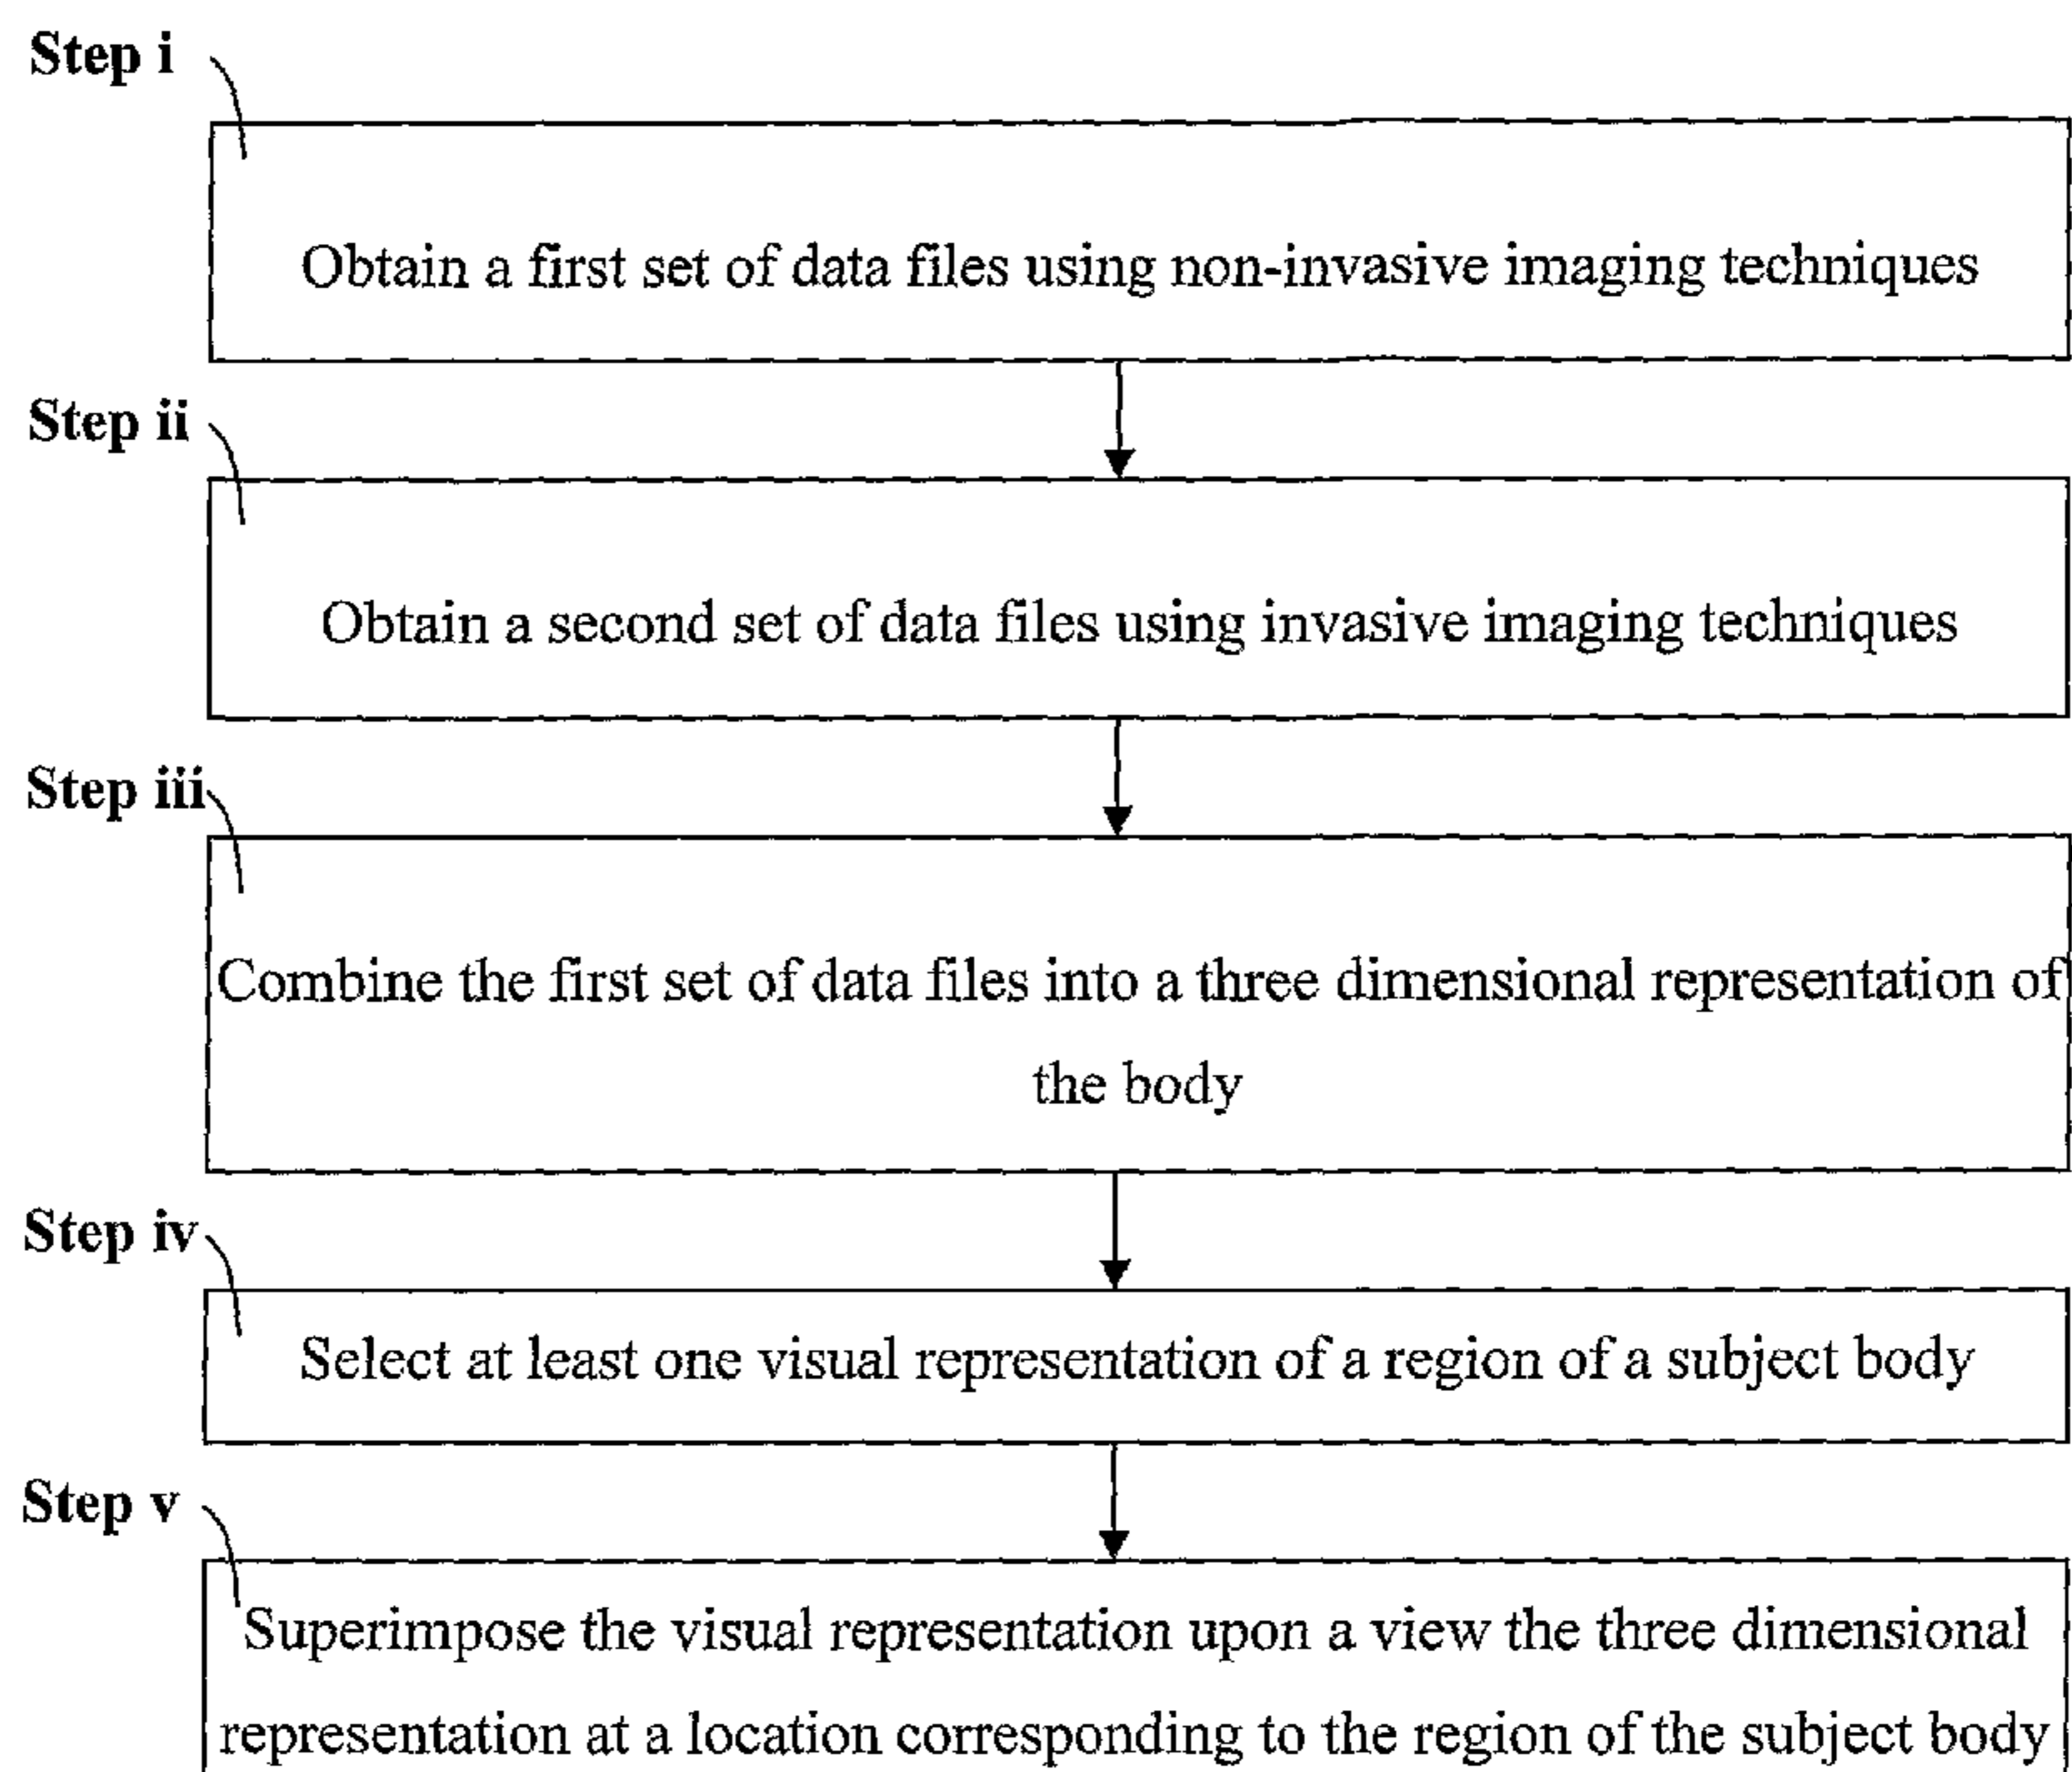 Step i
Obtain a first set of data files using non-invasive imaging techniques
Step ii
Obtain a second set of data files using invasive imaging techniques
Step iii
Combine the first set of data files into a three dimensional representation of
the body
Step iv
Select at least one visual representation of a region of a subject body
Step v
Superimpose the visual representation upon a view the three dimensional
representation at a location corresponding to the region of the subject body